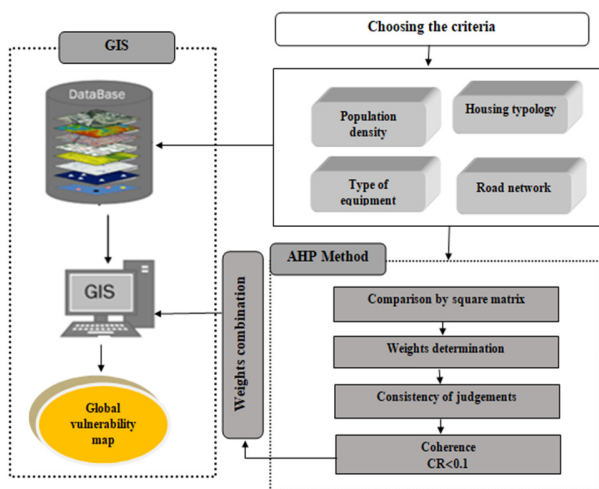 Choosing the criteria
GIS
DataBase
Population
density
Housing typology
Type of
equipment
Road network
AHP Method
Comparison by square matrix
Weights determination
Consistency of judgements
Coherence
CR<0.1
Weights combination
GIS
Global
vulnerability
map